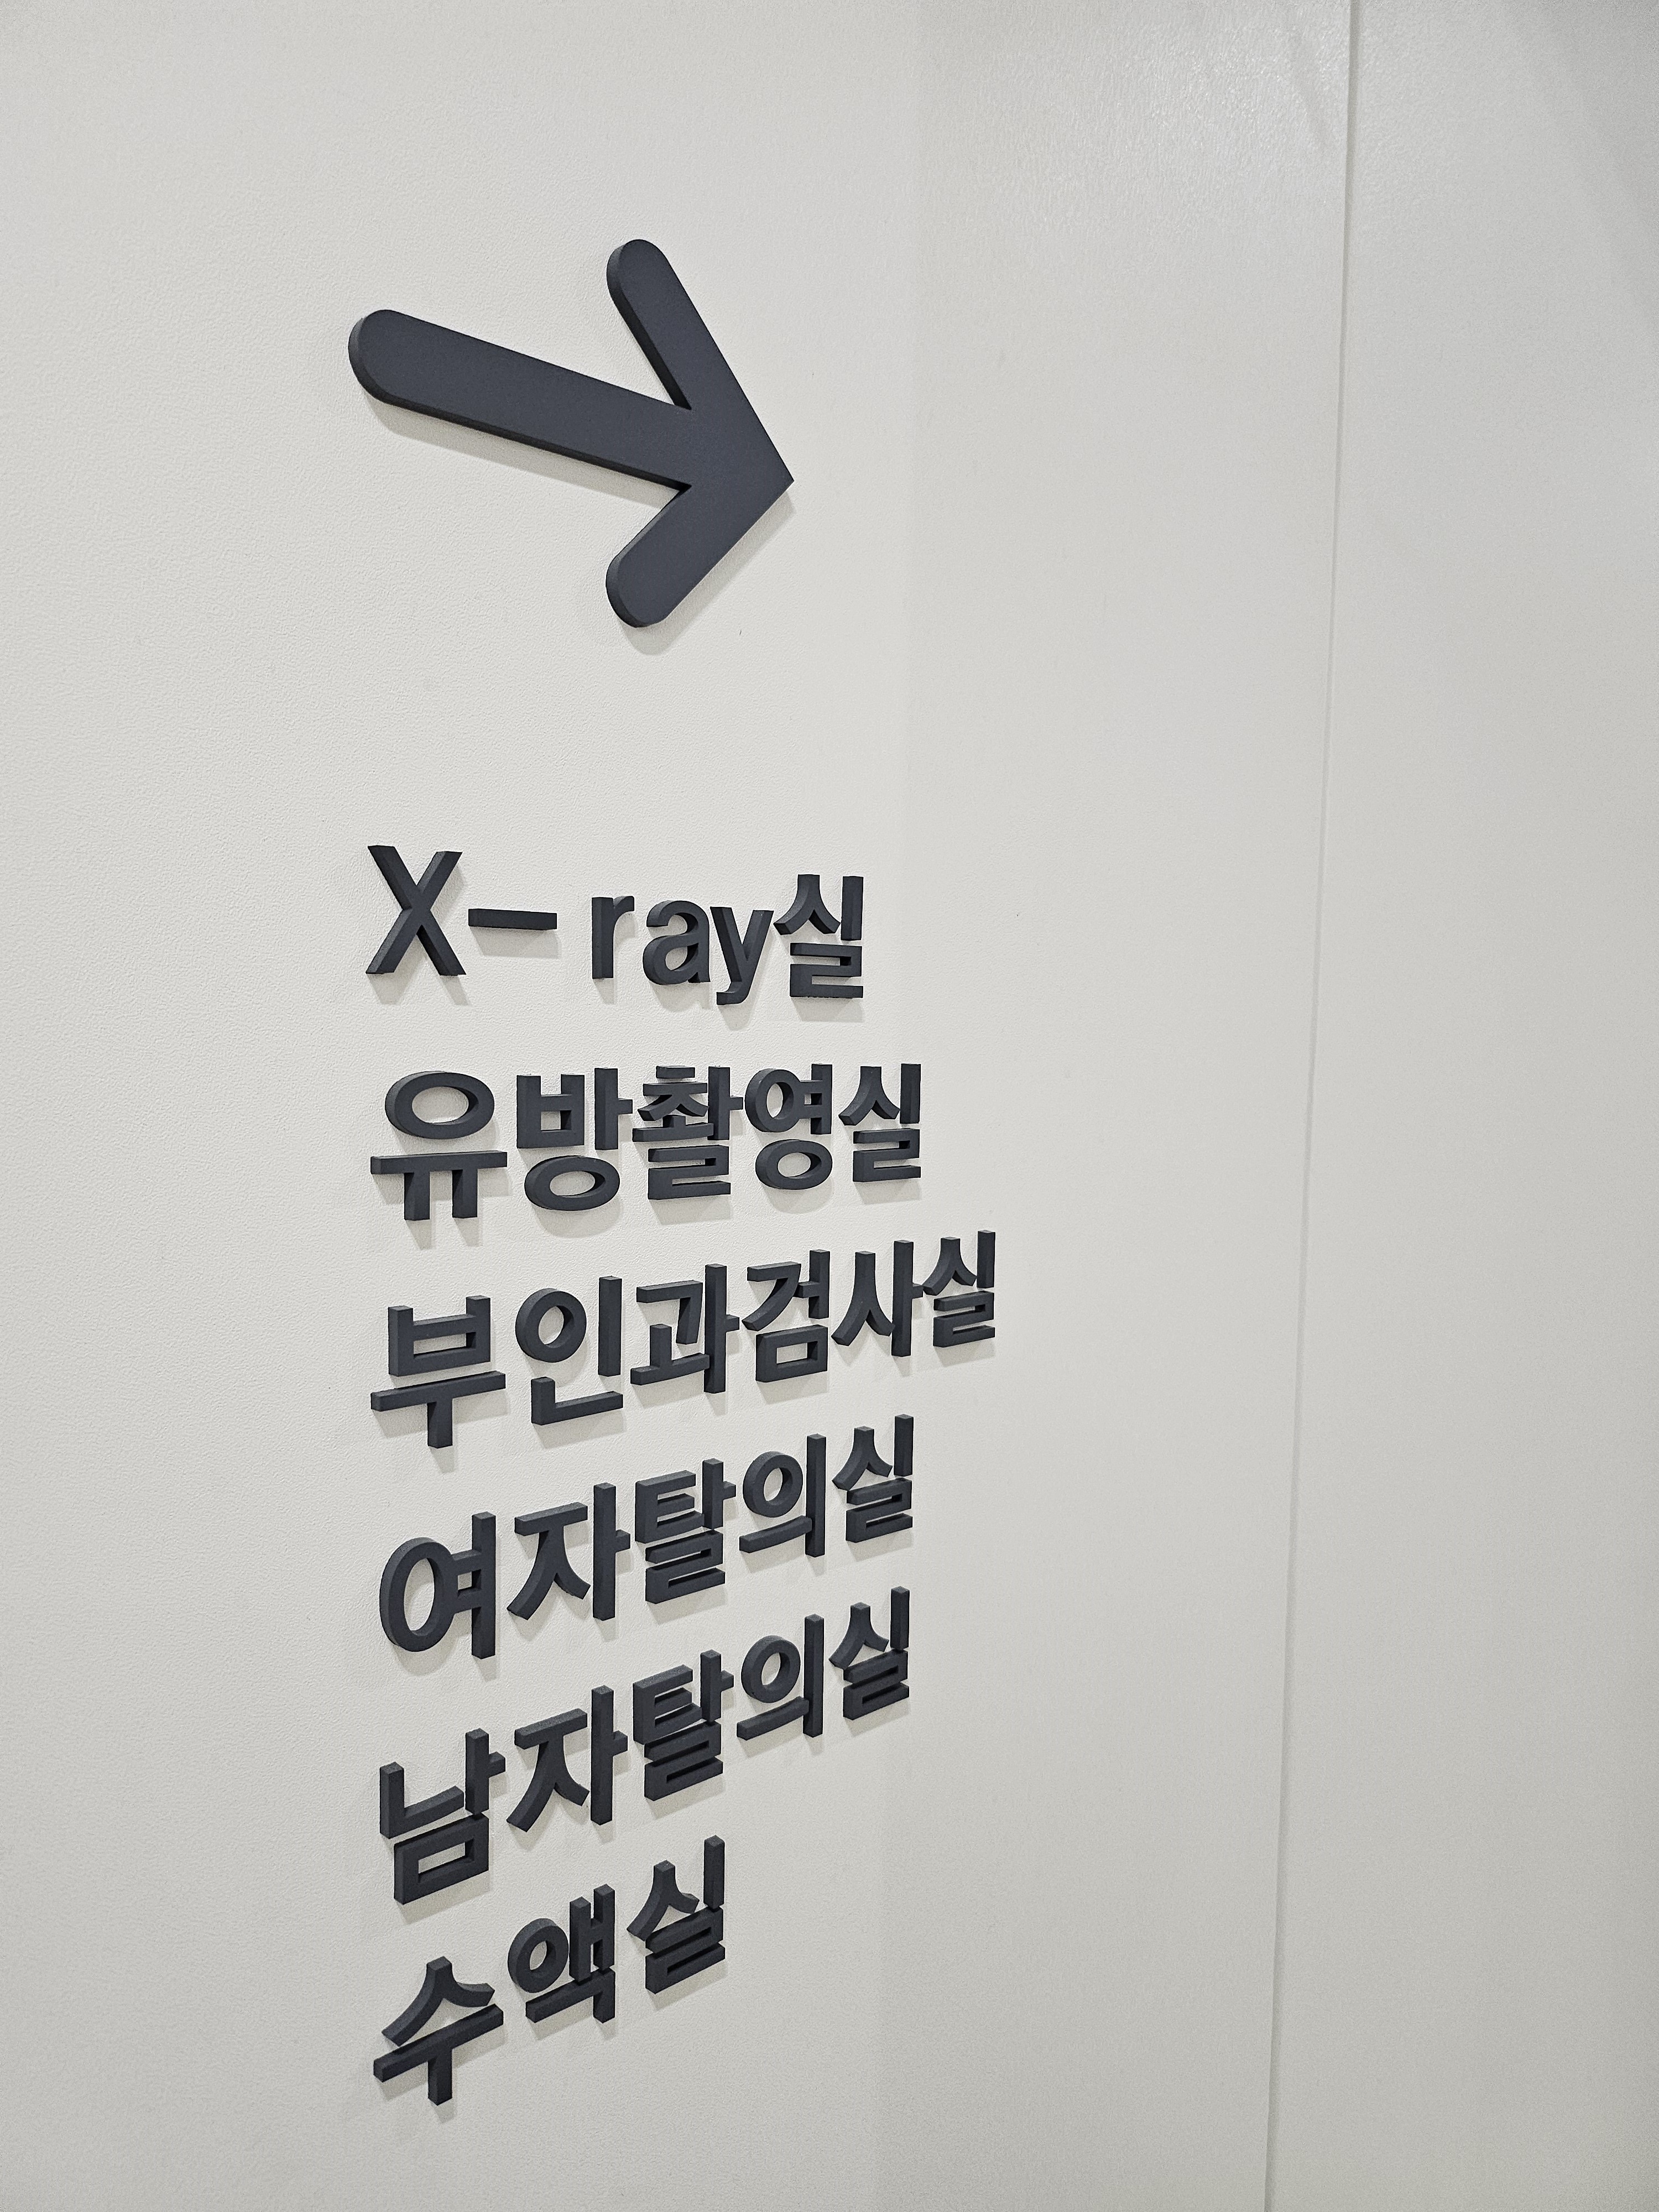 X-ray실
유방촬영실
부인과검사실
여자탈의실
남자탈의실
수액실